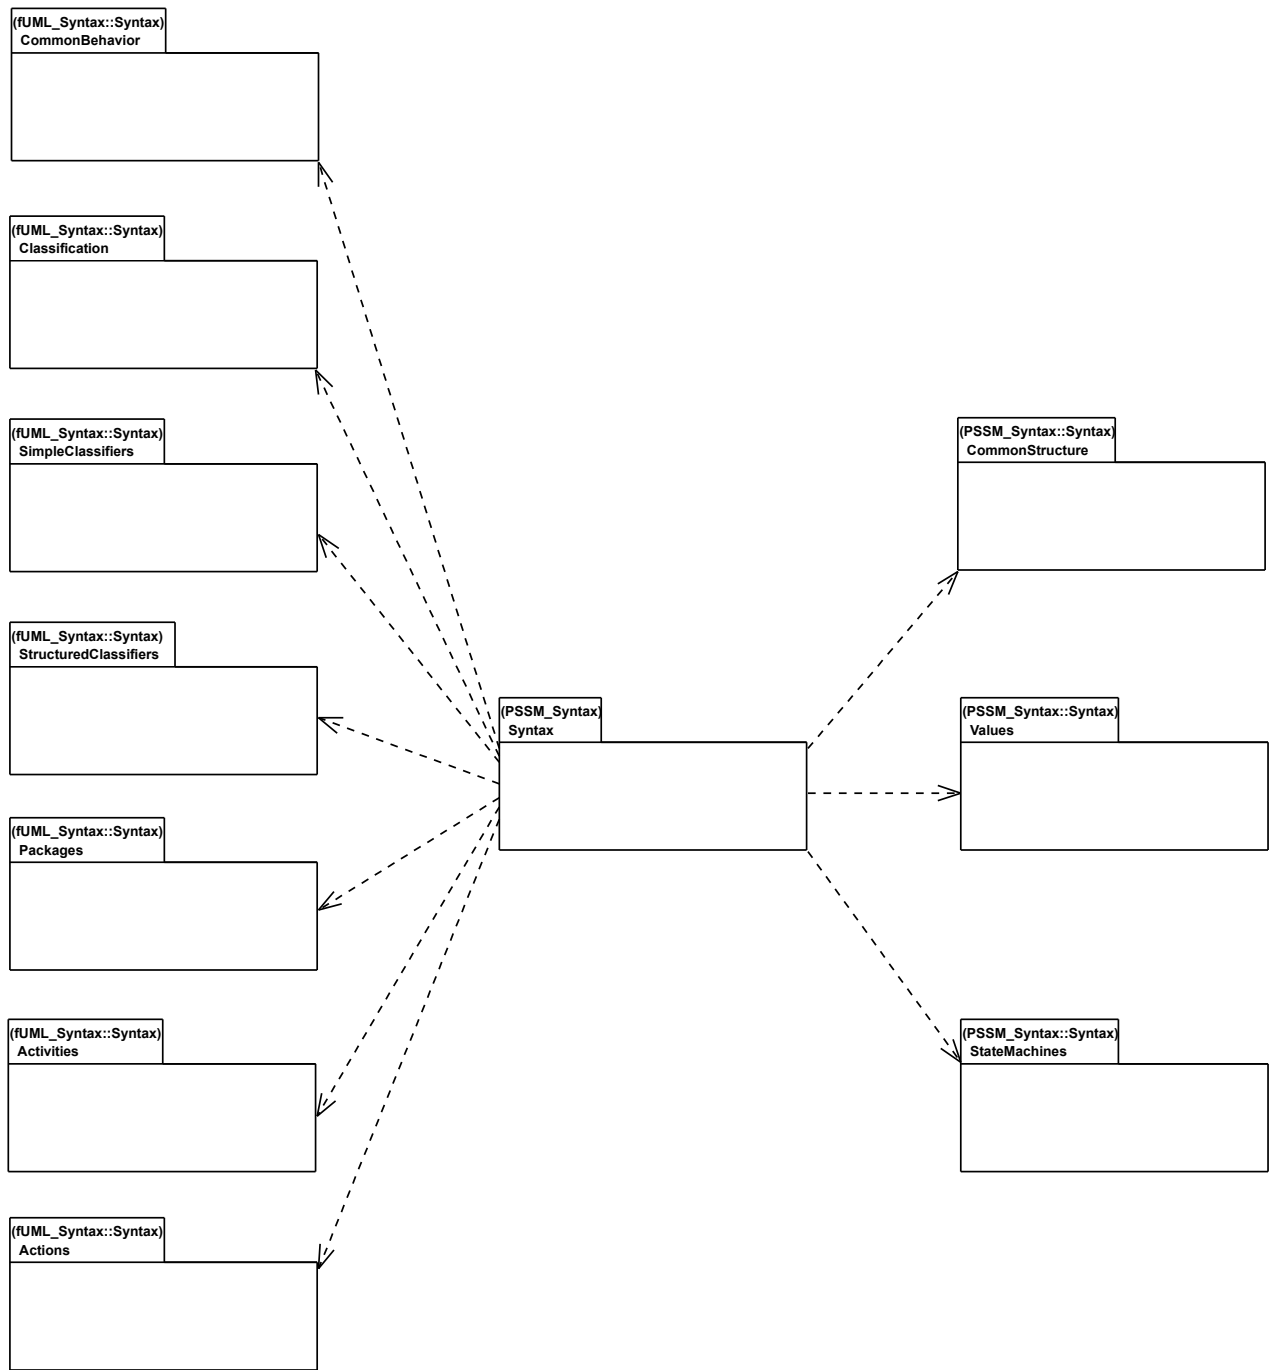 (fUML_Syntax::Syntax)
CommonBehavior
(fUML_Syntax::Syntax)
Classification
(fUML_Syntax::Syntax)
SimpleClassifiers
(fUML_Syntax::Syntax)
StructuredClassifiers
(fUML_Syntax::Syntax)
Packages
(fUML_Syntax::Syntax)
Activities
(fUML_Syntax::Syntax)
Actions
(PSSM_Syntax)
Syntax
(PSSM_Syntax::Syntax)
CommonStructure
(PSSM_Syntax::Syntax)
Values
(PSSM_Syntax::Syntax)
StateMachines